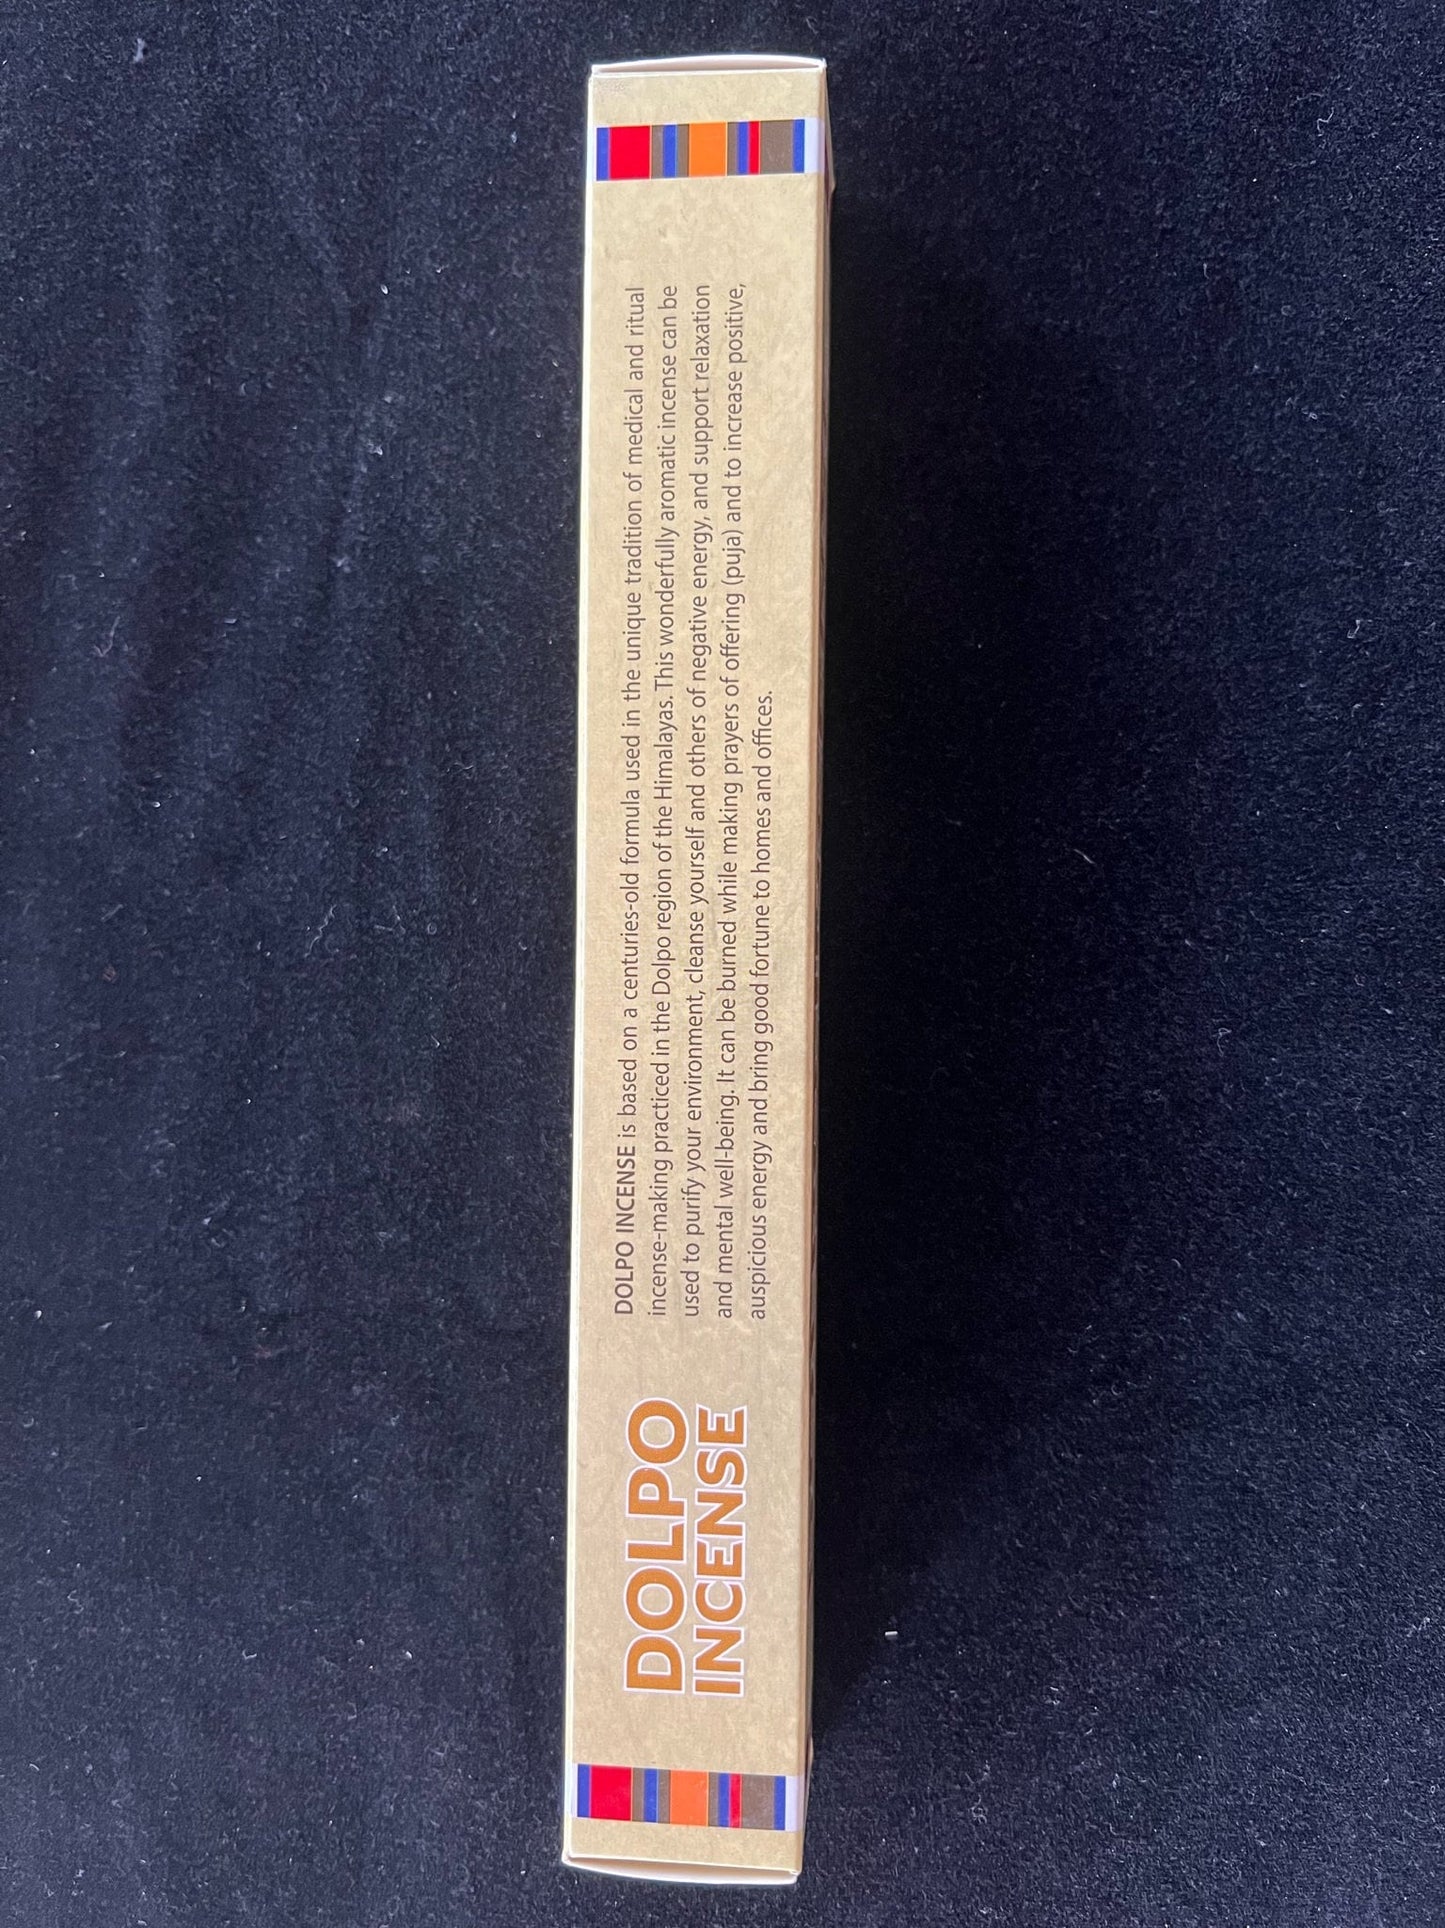 DOLPO
INCENSE
DOLPO INCENSE is based on a centuries-old formula used in the unique tradition of medical and ritual
incense-making practiced in the Dolpo region of the Himalayas. This wonderfully aromatic incense can be
used to purify your environment, cleanse yourself and others of negative energy, and support relaxation
and mental well-being. It can be burned while making prayers of offering (puja) and to increase positive,
auspicious energy and bring good fortune to homes and offices.